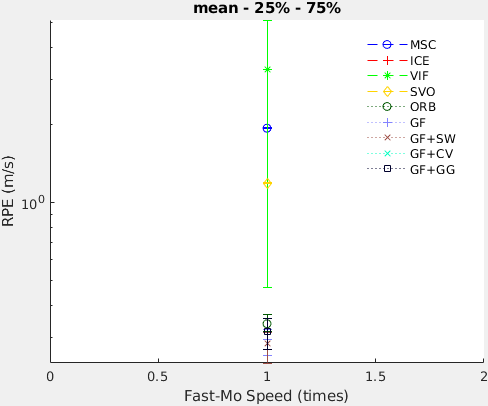 mean - 25% - 75%
MSC
ICE
VIF
SVO
ORB
GF
GF+SW
GF+CV
GF+GG
RPE (m/s)
10^0
0 0.5 1 1.5 2
Fast-Mo Speed (times)